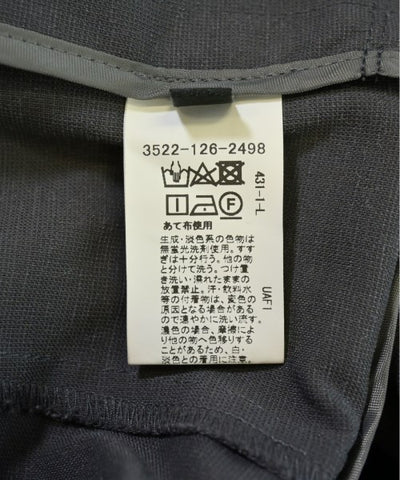 3522-126-2498
F
あて布使用
生成・淡色系の色物は
無蛍光洗剤使用。すす
ぎは十分行う。他の物
と分けて洗う。つけ置
き洗い・濡れたままの
放置禁止。汗・飲料水
等の付着物は、変色の
原因となる場合がある
ので速やかに洗い流す。
濃色の場合、摩擦によ
り他の物へ色移りする
ことがあるため、白・
淡色との着用に注意。
431-1-L
UAF1